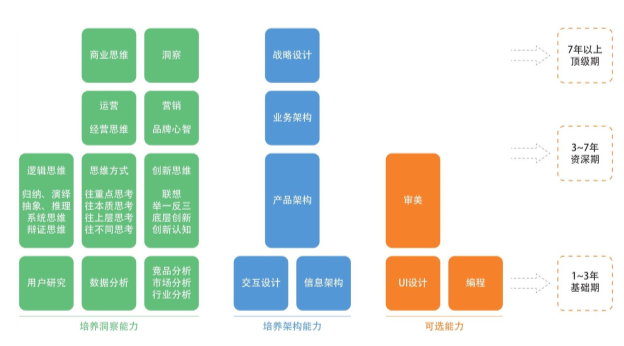 商业思维
洞察
战略设计
7年以上
顶级期
运营
经营思维
营销
品牌心智
业务架构
3~7年
资深期
逻辑思维
归纳、演绎
抽象、推理
系统思维
辩证思维
思维方式
往重点思考
往本质思考
往上层思考
往不同思考
创新思维
联想
举一反三
底层创新
创新认知
产品架构
审美
用户研究
数据分析
竞品分析
市场分析
行业分析
交互设计
信息架构
UI设计
编程
1~3年
基础期
培养洞察能力
培养架构能力
可选能力